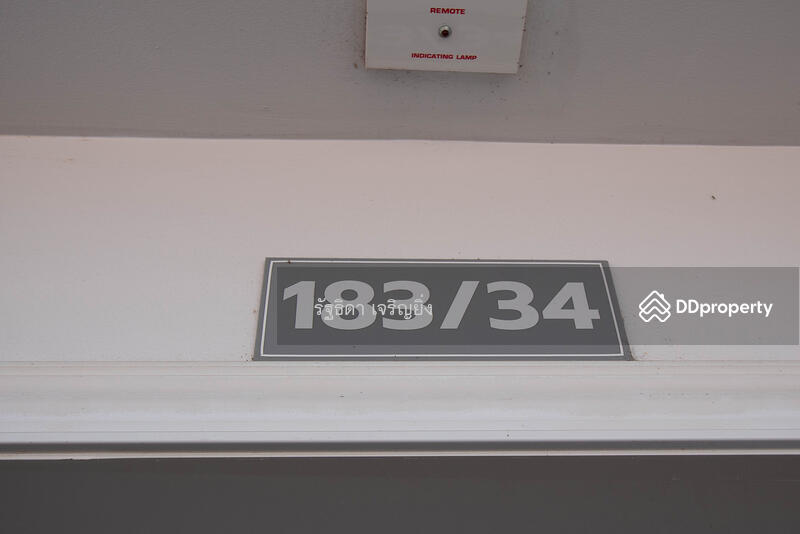 REMOTE
INDICATING LAMP
183/34
รัฐธิดา เจริญยิ่ง
DDproperty